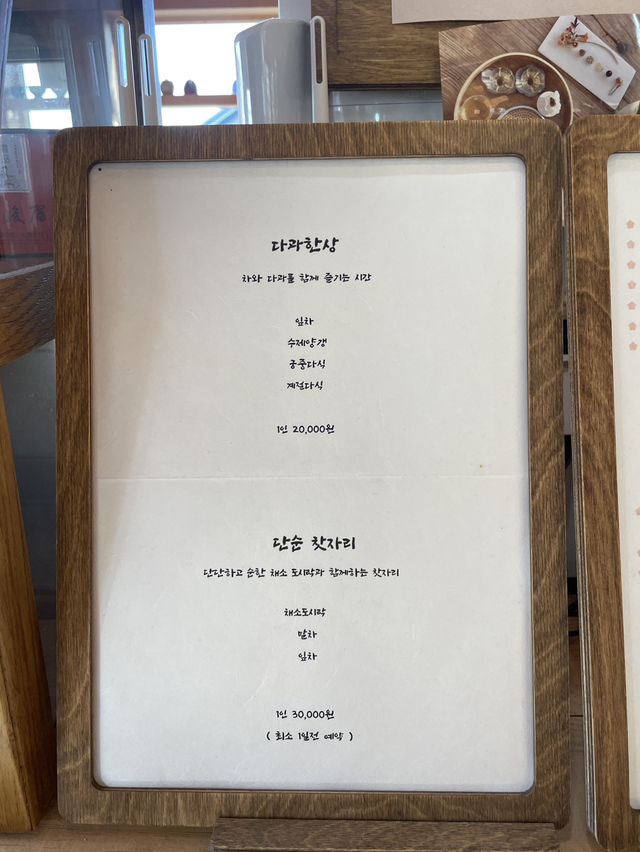 다과한상
차와 다과를 함께 즐기는 시간
잎차
수제양갱
궁중다식
계절다식
1인 20,000원
단순 찻자리
단단하고 순한 채소 도시락과 함께하는 찻자리
채소도시락
말차
잎차
1인 30,000원
( 최소 1일전 예약 )